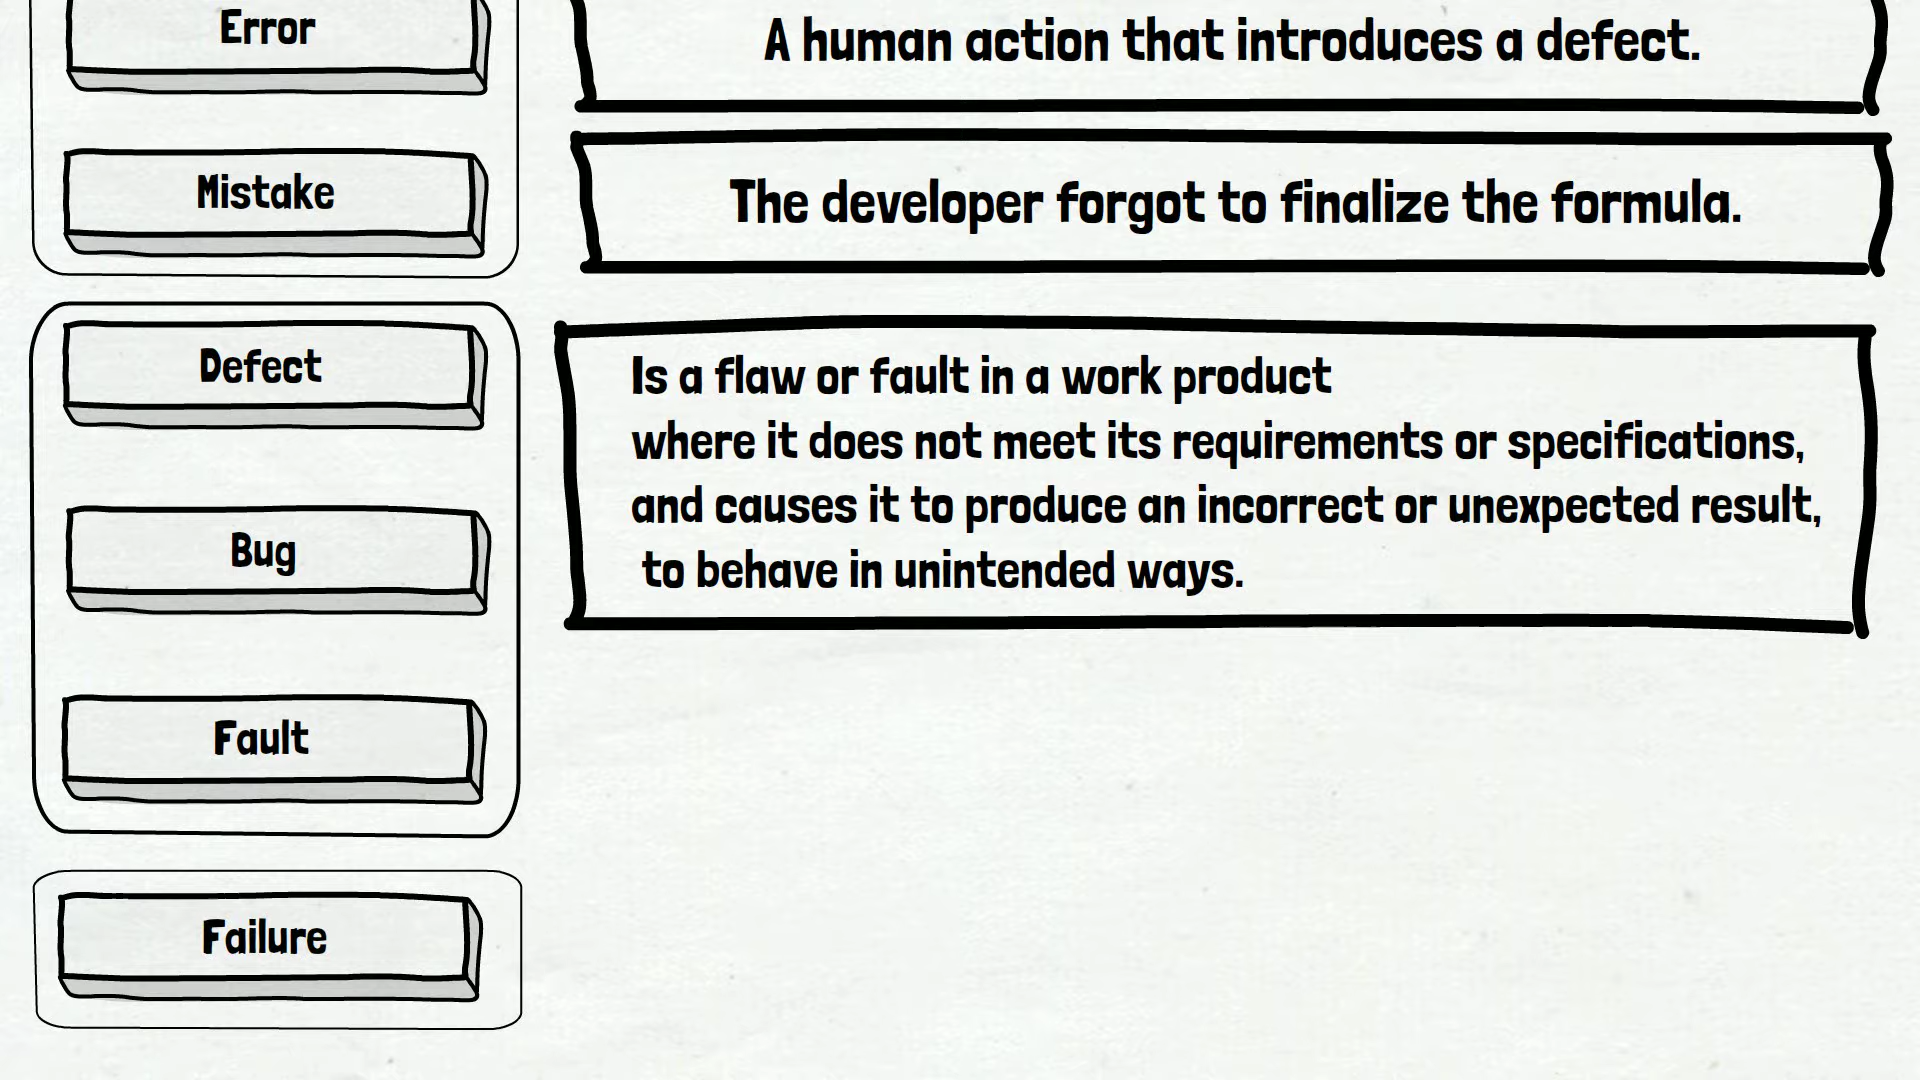 Error
A human action that introduces a defect.
Mistake
The developer forgot to finalize the formula.
Defect
Is a flaw or fault in a work product
where it does not meet its requirements or specifications,
and causes it to produce an incorrect or unexpected result,
to behave in unintended ways.
Bug
Fault
Failure